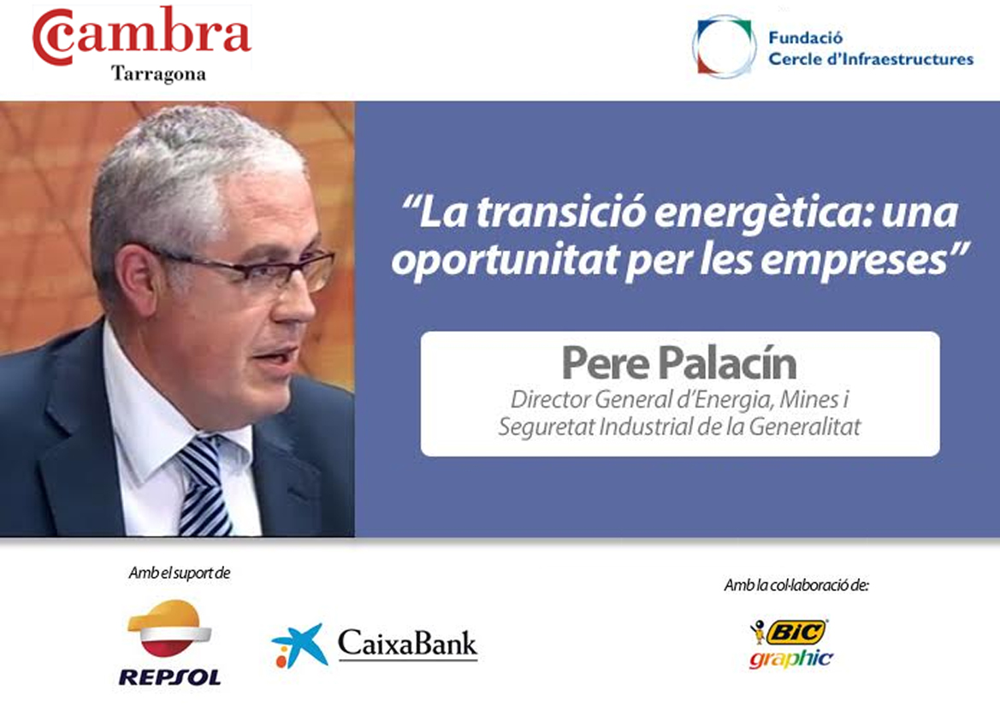 Cambra
Tarragona
Fundació
Cercle d'Infraestructures
“La transició energètica: una
oportunitat per les empreses”
Pere Palacín
Director General d'Energia, Mines i
Seguretat Industrial de la Generalitat
Amb el suport de
REPSOL
CaixaBank
Amb la col·laboració de:
BIC
graphic